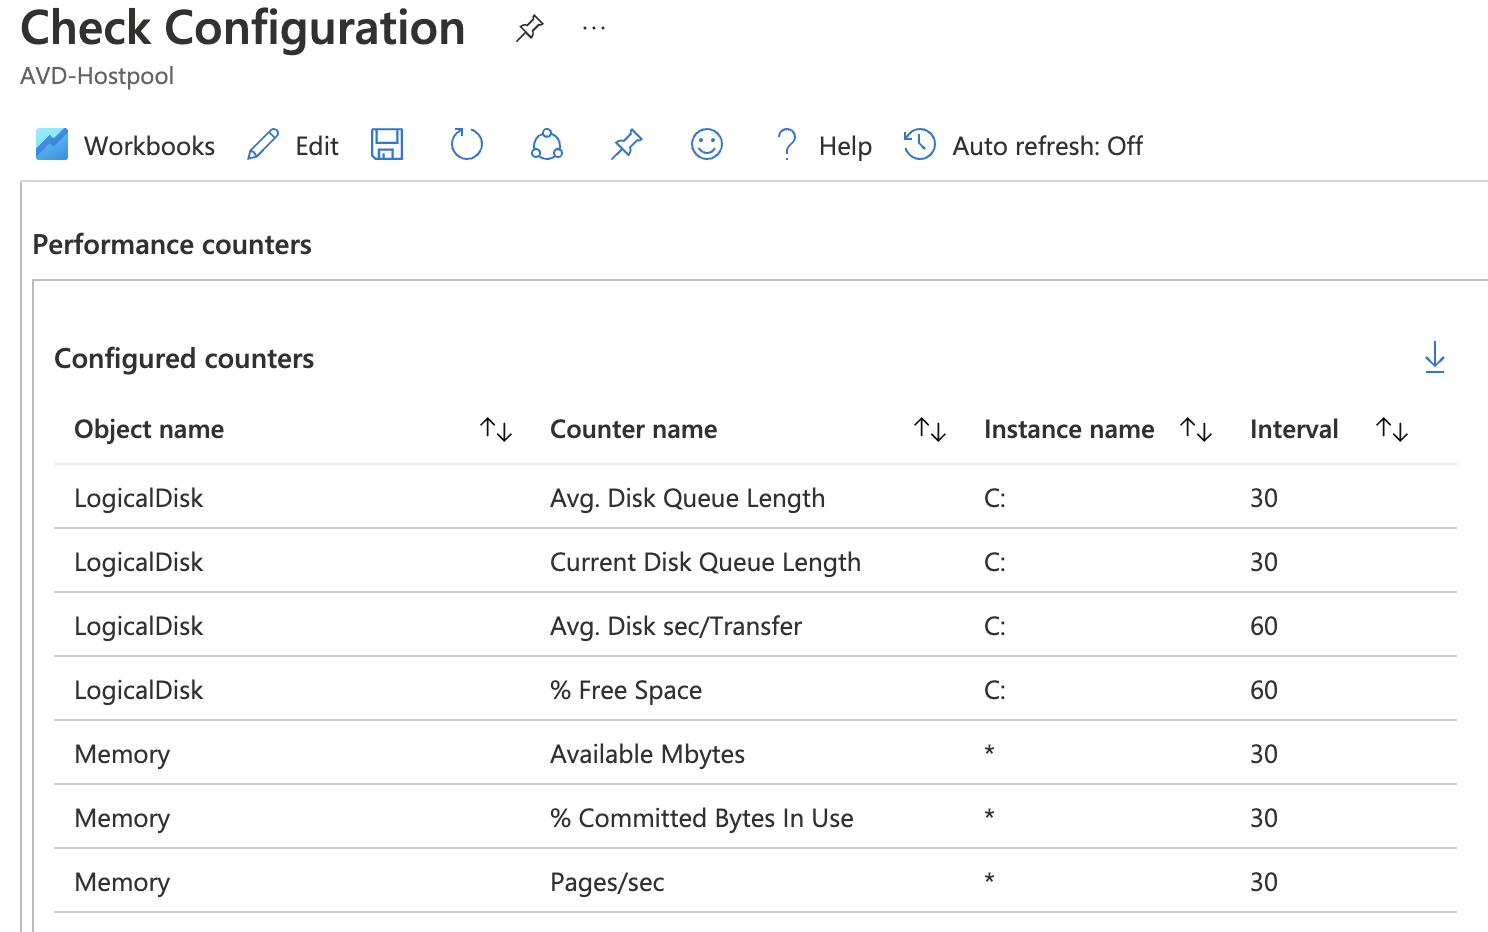 Check Configuration
AVD-Hostpool
Workbooks Edit Help Auto refresh: Off
Performance counters
Configured counters
Object name Counter name Instance name Interval
LogicalDisk Avg. Disk Queue Length C: 30
LogicalDisk Current Disk Queue Length C: 30
LogicalDisk Avg. Disk sec/Transfer C: 60
LogicalDisk % Free Space C: 60
Memory Available Mbytes * 30
Memory % Committed Bytes In Use * 30
Memory Pages/sec * 30